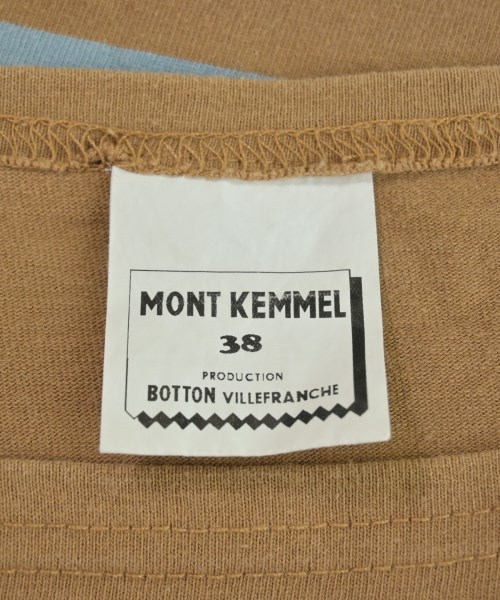 MONT KEMMEL
38
PRODUCTION
BOTTON VILLEFRANCHE